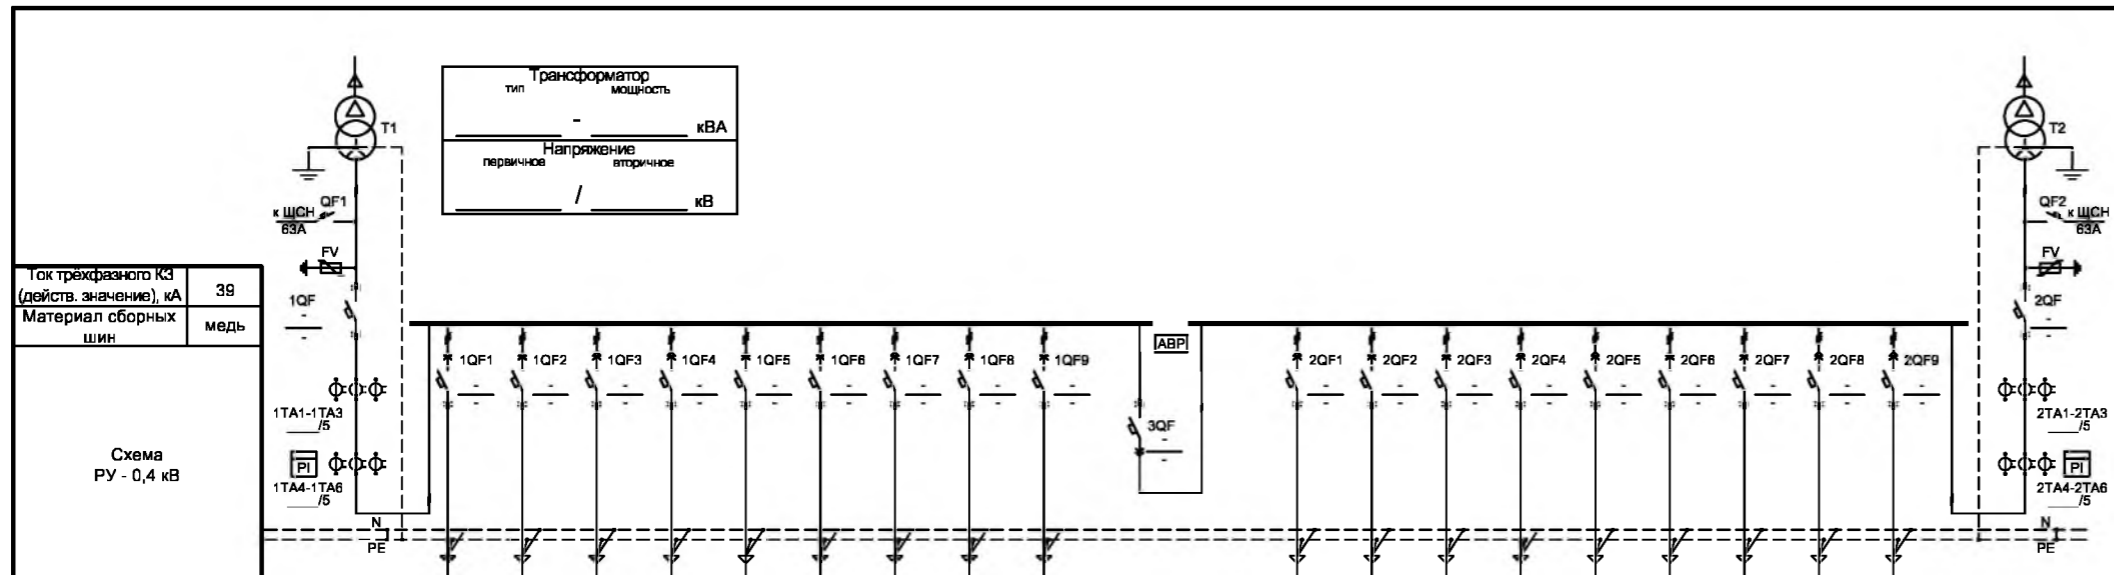 Трансформатор
тип мощность
- кВА
Напряжение
первичное вторичное
/ кВ
T1
QF1
к ЩСН
63А
FV
1QF
-
-
Ток трёхфазного КЗ
(действ. значение), кА
39
Материал сборных
шин
медь
Схема
РУ - 0,4 кВ
1TA1-1TA3
/5
PI
1TA4-1TA6
/5
N
PE
1QF1 - -
1QF2 - -
1QF3 - -
1QF4 - -
1QF5 - -
1QF6 - -
1QF7 - -
1QF8 - -
1QF9 - -
АВР
3QF
-
-
2QF1 - -
2QF2 - -
2QF3 - -
2QF4 - -
2QF5 - -
2QF6 - -
2QF7 - -
2QF8 - -
2QF9 - -
T2
QF2
к ЩСН
63А
FV
2QF
-
-
2TA1-2TA3
/5
PI
2TA4-2TA6
/5
N
PE